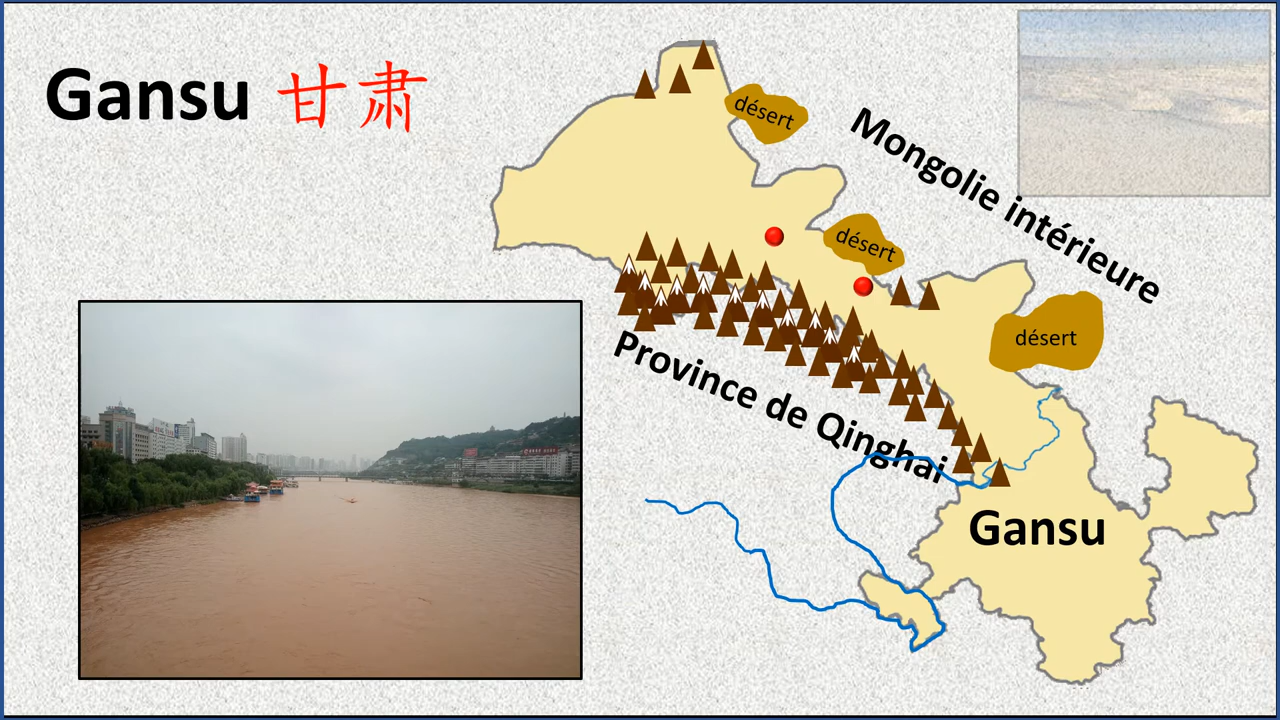 Gansu 甘肃
désert
Mongolie intérieure
désert
désert
Province de Qinghai
Gansu